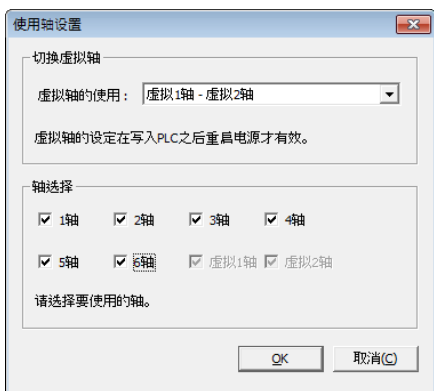 使用轴设置
切换虚拟轴
虚拟轴的使用： 虚拟1轴 - 虚拟2轴
虚拟轴的设定在写入PLC之后重启电源才有效。
轴选择
1轴 2轴 3轴 4轴
5轴 6轴 虚拟1轴 虚拟2轴
请选择要使用的轴。
OK 取消(C)